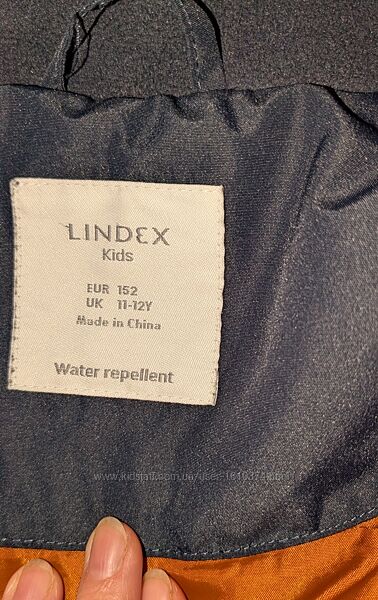 LINDEX
Kids
EUR 152
UK 11-12Y
Made in China
Water repellent